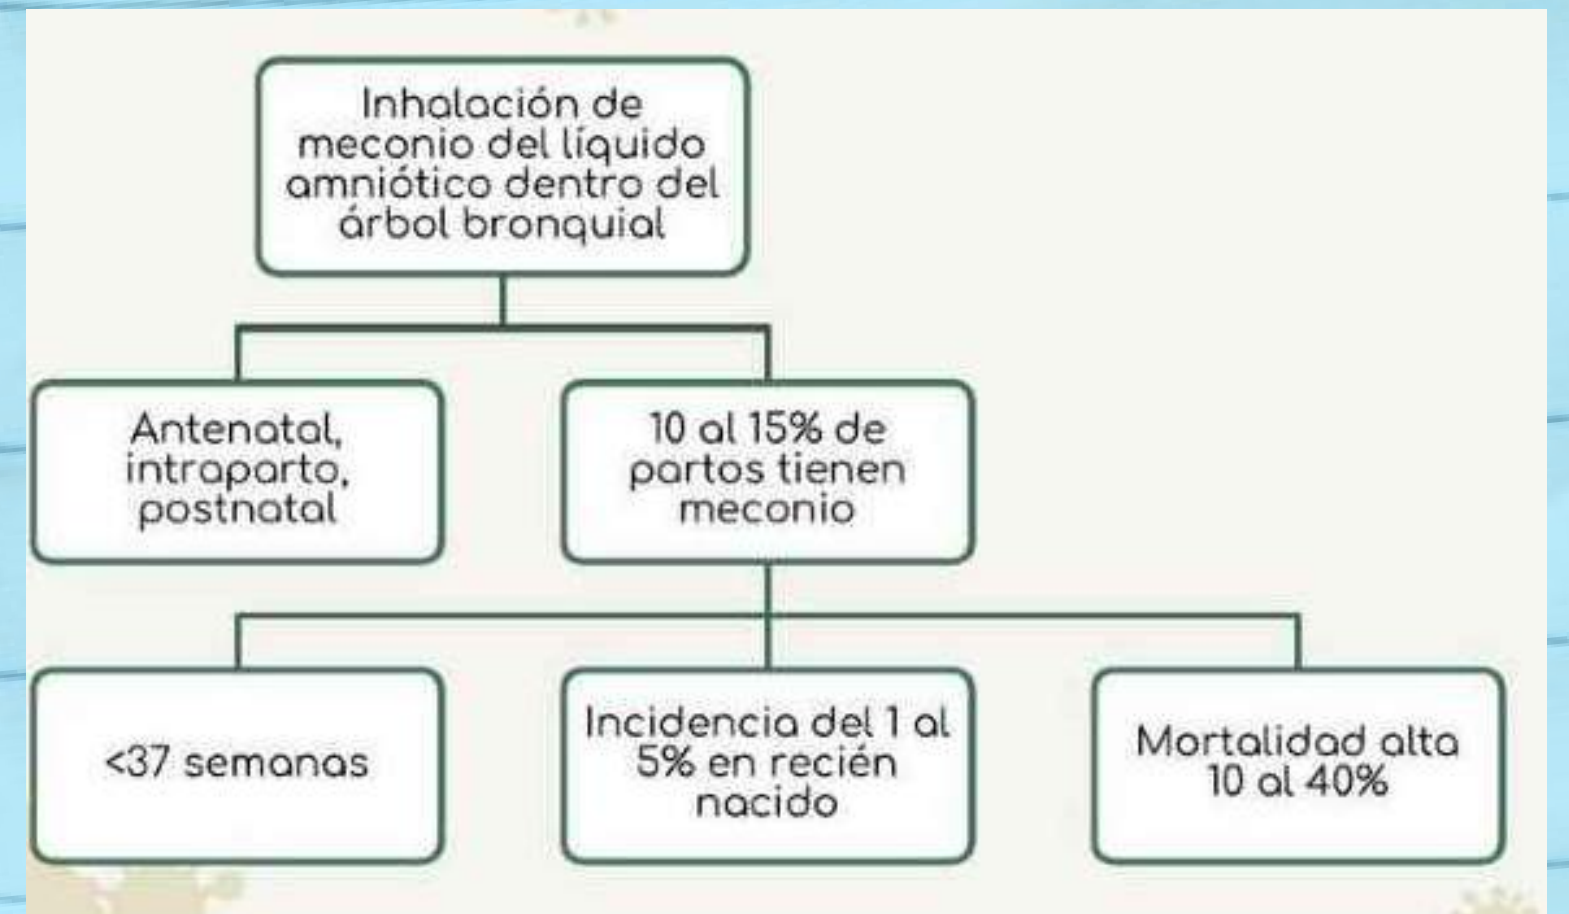 Inhalación de
meconio del líquido
amniótico dentro del
árbol bronquial
Antenatal,
intraparto,
postnatal
10 al 15% de
partos tienen
meconio
<37 semanas
Incidencia del 1 al
5% en recién
nacido
Mortalidad alta
10 al 40%